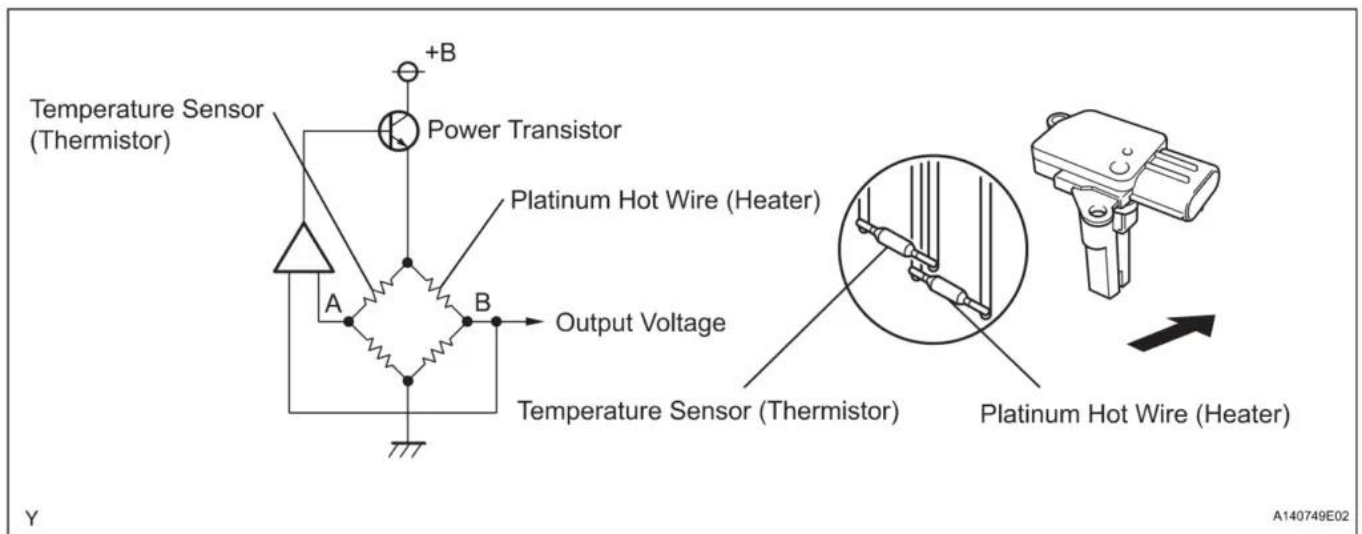 +B
Temperature Sensor
(Thermistor)
Power Transistor
Platinum Hot Wire (Heater)
A
B
Output Voltage
Temperature Sensor (Thermistor)
Platinum Hot Wire (Heater)
Y
A140749E02